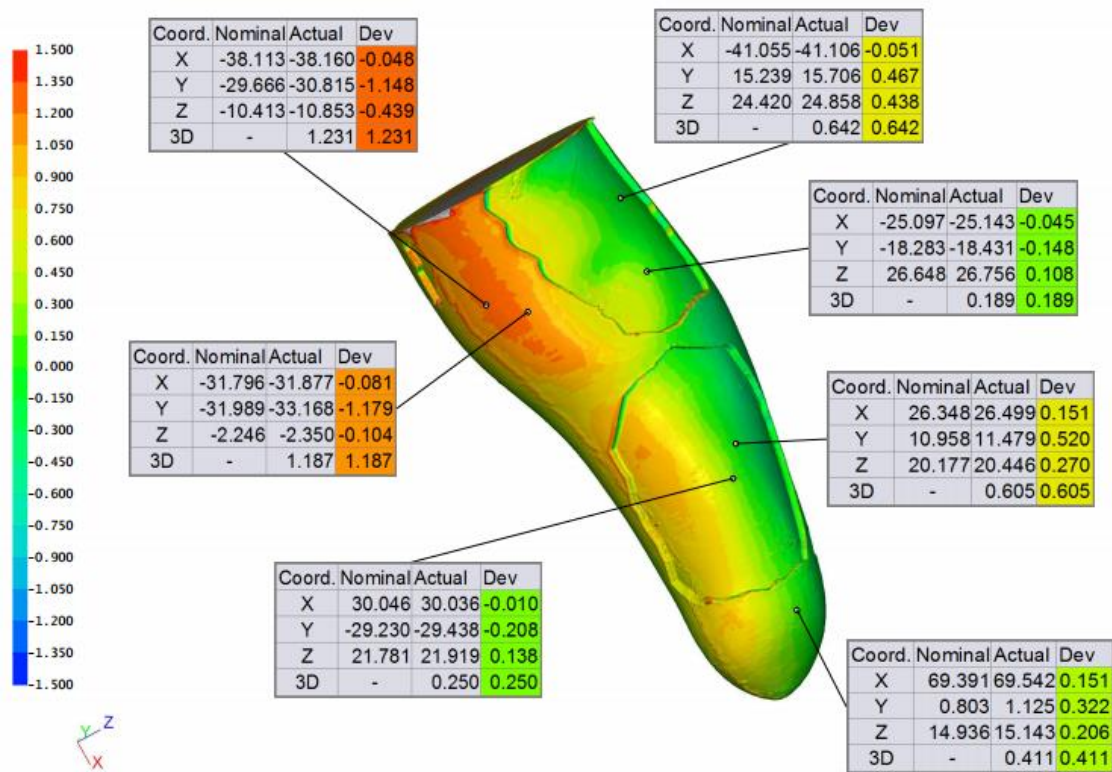 1.500
1.350
1.200
1.050
0.900
0.750
0.600
0.450
0.300
0.150
0.000
-0.150
-0.300
-0.450
-0.600
-0.750
-0.900
-1.050
-1.200
-1.350
-1.500
Coord. Nominal Actual Dev
X -38.113 -38.160 -0.048
Y -29.666 -30.815 -1.148
Z -10.413 -10.853 -0.439
3D - 1.231 1.231
Coord. Nominal Actual Dev
X -41.055 -41.106 -0.051
Y 15.239 15.706 0.467
Z 24.420 24.858 0.438
3D - 0.642 0.642
Coord. Nominal Actual Dev
X -25.097 -25.143 -0.045
Y -18.283 -18.431 -0.148
Z 26.648 26.756 0.108
3D - 0.189 0.189
Coord. Nominal Actual Dev
X -31.796 -31.877 -0.081
Y -31.989 -33.168 -1.179
Z -2.246 -2.350 -0.104
3D - 1.187 1.187
Coord. Nominal Actual Dev
X 26.348 26.499 0.151
Y 10.958 11.479 0.520
Z 20.177 20.446 0.270
3D - 0.605 0.605
Coord. Nominal Actual Dev
X 30.046 30.036 -0.010
Y -29.230 -29.438 -0.208
Z 21.781 21.919 0.138
3D - 0.250 0.250
Coord. Nominal Actual Dev
X 69.391 69.542 0.151
Y 0.803 1.125 0.322
Z 14.936 15.143 0.206
3D - 0.411 0.411
Y Z
X